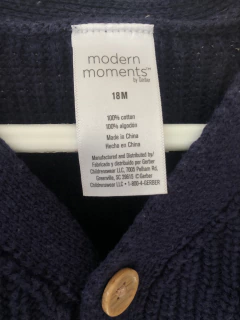 modern
moments™
by Gerber
18M
100% cotton
100% algodón
Made in China
Hecho en China
Manufactured and Distributed by/
Fabricado y distribuido por Gerber
Childrenswear LLC, 7005 Pelham Rd,
Greenville, SC 29615 © Gerber
Childrenswear LLC • 1-800-4-GERBER